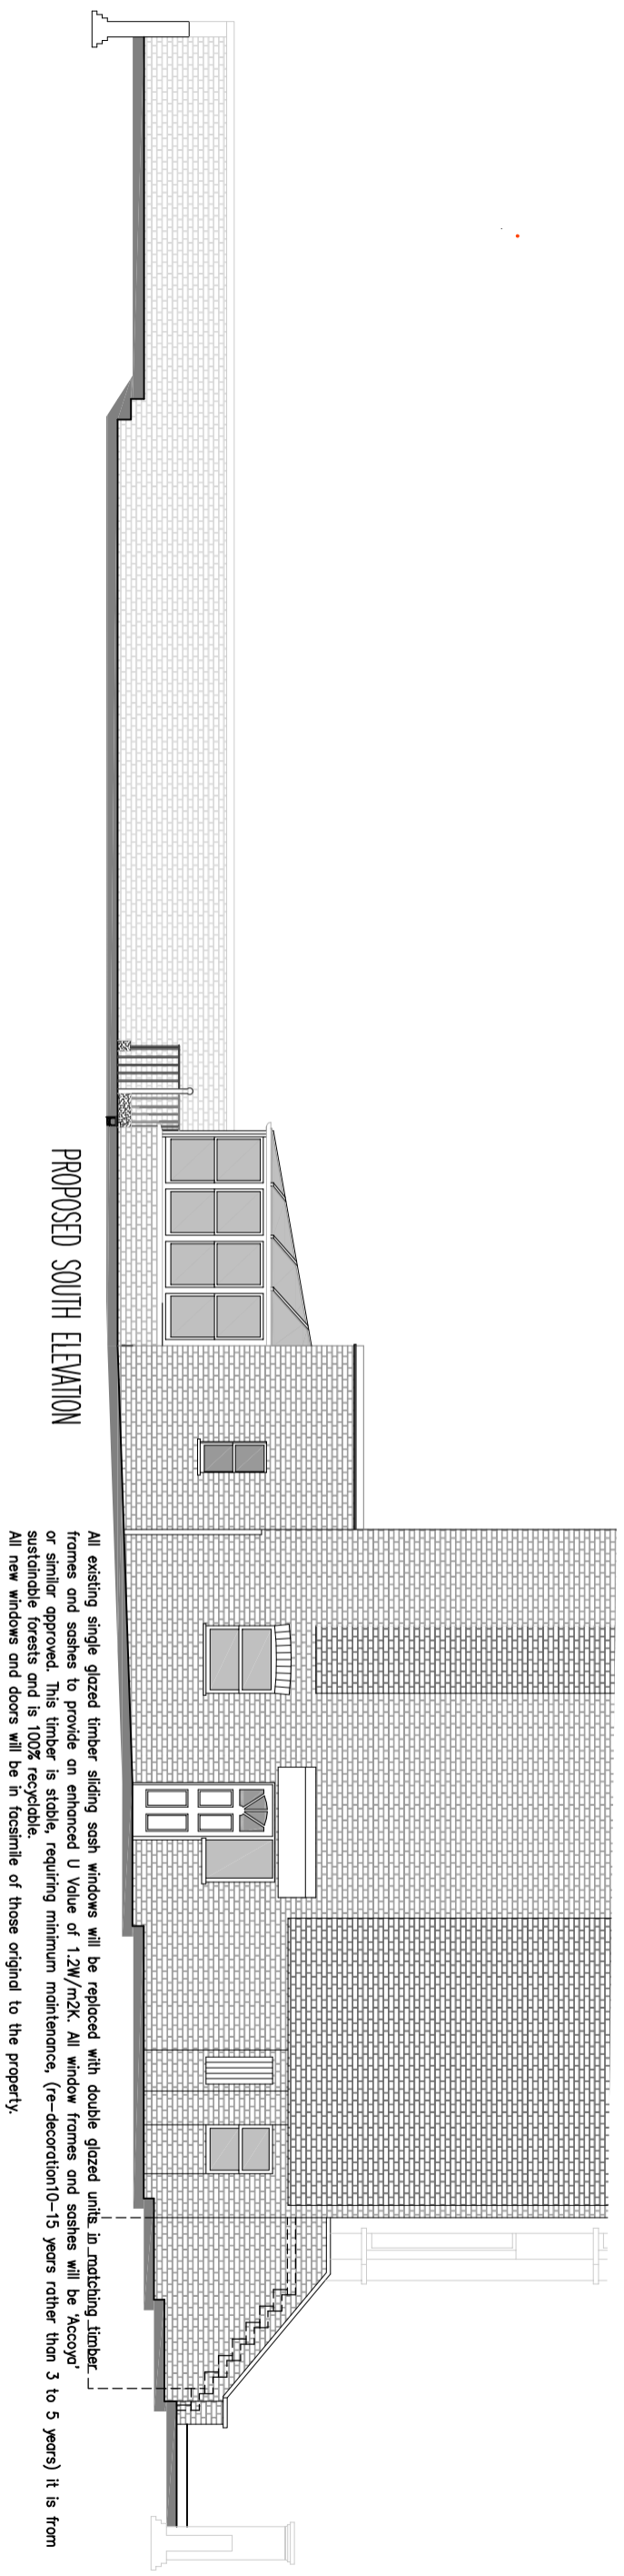 PROPOSED SOUTH ELEVATION
All existing single glazed timber sliding sash windows will be replaced with double glazed units in matching timber
frames and sashes to provide an enhanced U Value of 1.2W/m2K. All window frames and sashes will be 'Accoya'
or similar approved. This timber is stable, requiring minimum maintenance, (re-decoration10-15 years rather than 3 to 5 years) it is from
sustainable forests and is 100% recyclable.
All new windows and doors will be in facsimile of those original to the property.